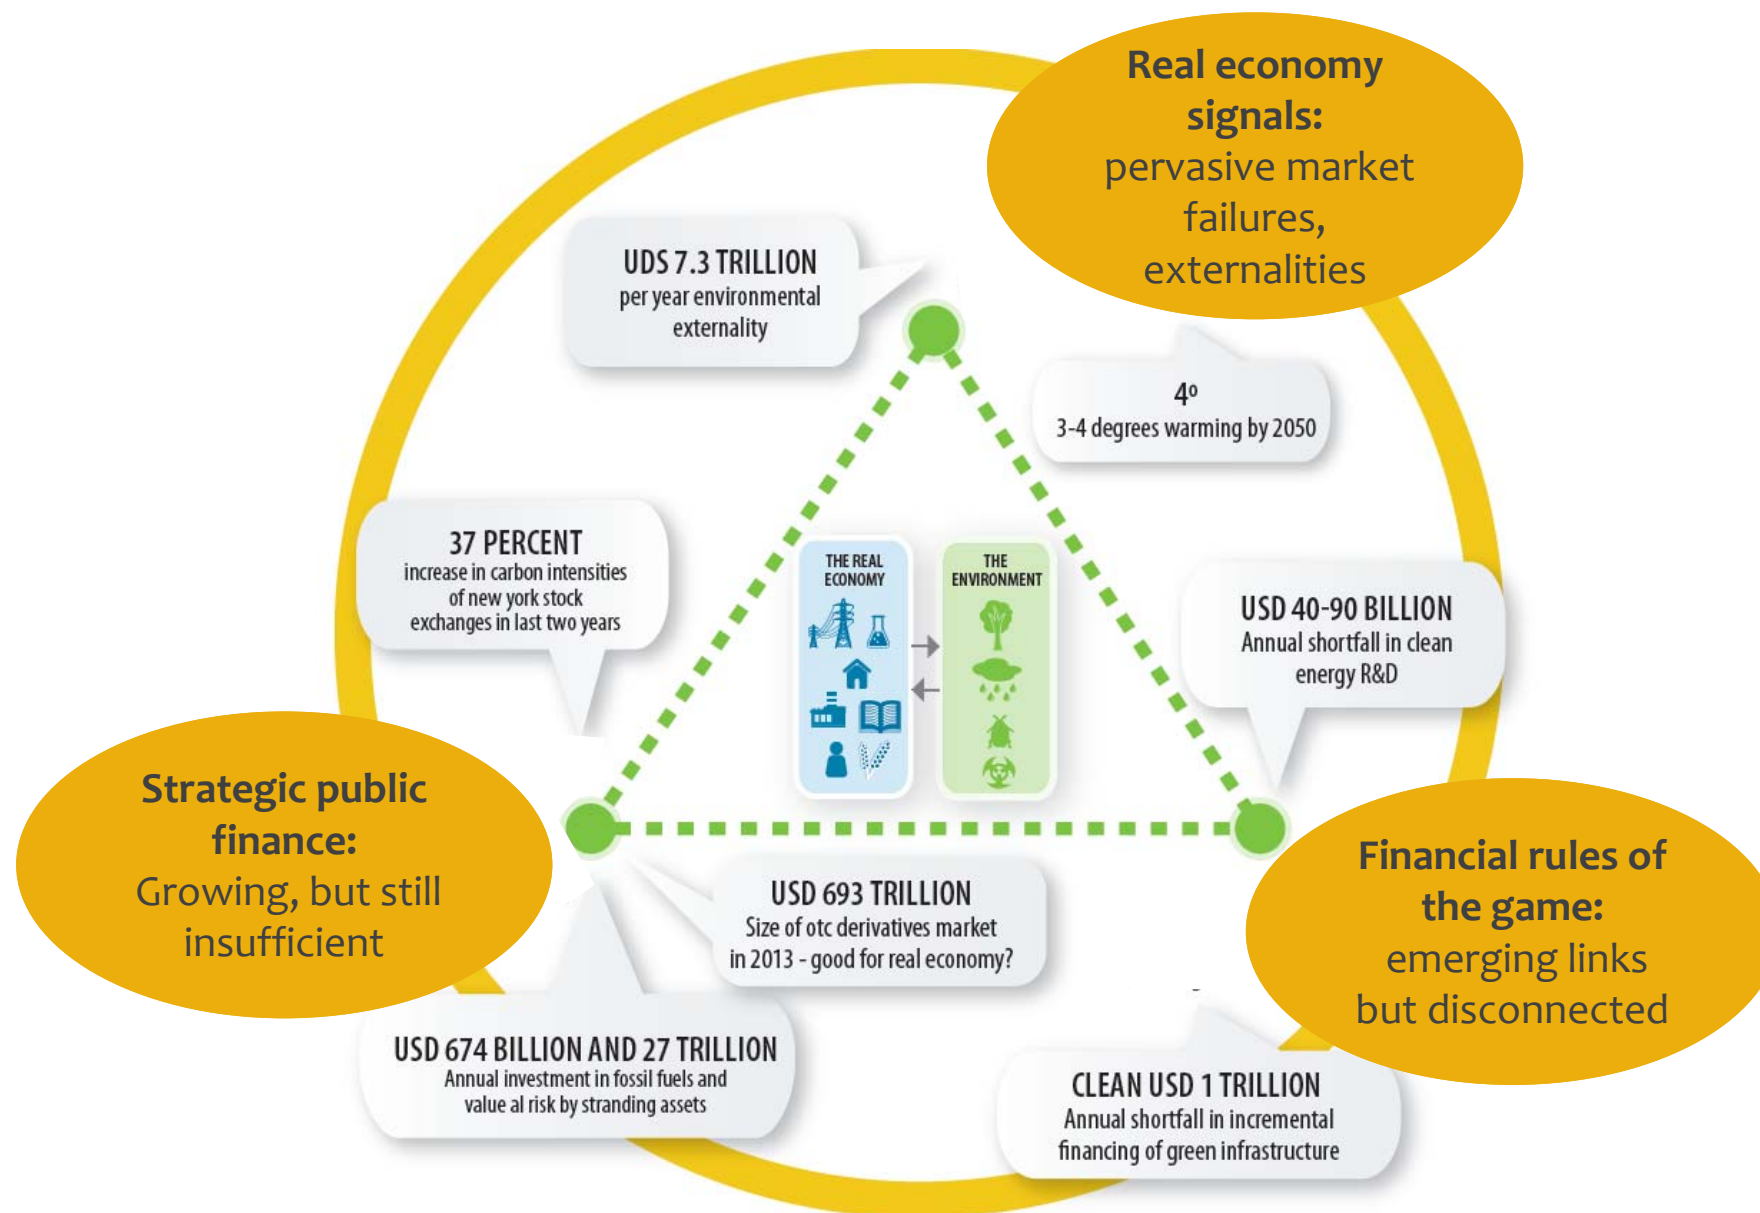 Real economy
signals:
pervasive market
failures,
externalities
UDS 7.3 TRILLION
per year environmental
externality
4º
3-4 degrees warming by 2050
37 PERCENT
increase in carbon intensities
of new york stock
exchanges in last two years
THE REAL
ECONOMY
THE
ENVIRONMENT
USD 40-90 BILLION
Annual shortfall in clean
energy R&D
Strategic public
finance:
Growing, but still
insufficient
USD 693 TRILLION
Size of otc derivatives market
in 2013 - good for real economy?
Financial rules of
the game:
emerging links
but disconnected
USD 674 BILLION AND 27 TRILLION
Annual investment in fossil fuels and
value al risk by stranding assets
CLEAN USD 1 TRILLION
Annual shortfall in incremental
financing of green infrastructure